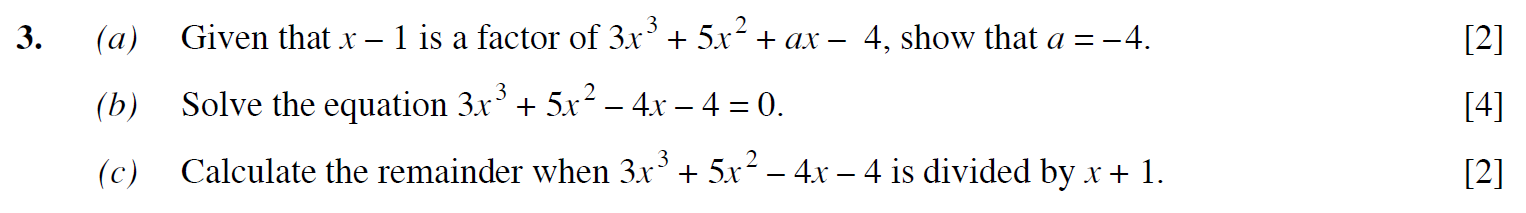 3. (a) Given that x – 1 is a factor of 3x³ + 5x² + ax – 4, show that a = –4. [2]
(b) Solve the equation 3x³ + 5x² – 4x – 4 = 0. [4]
(c) Calculate the remainder when 3x³ + 5x² – 4x – 4 is divided by x + 1. [2]